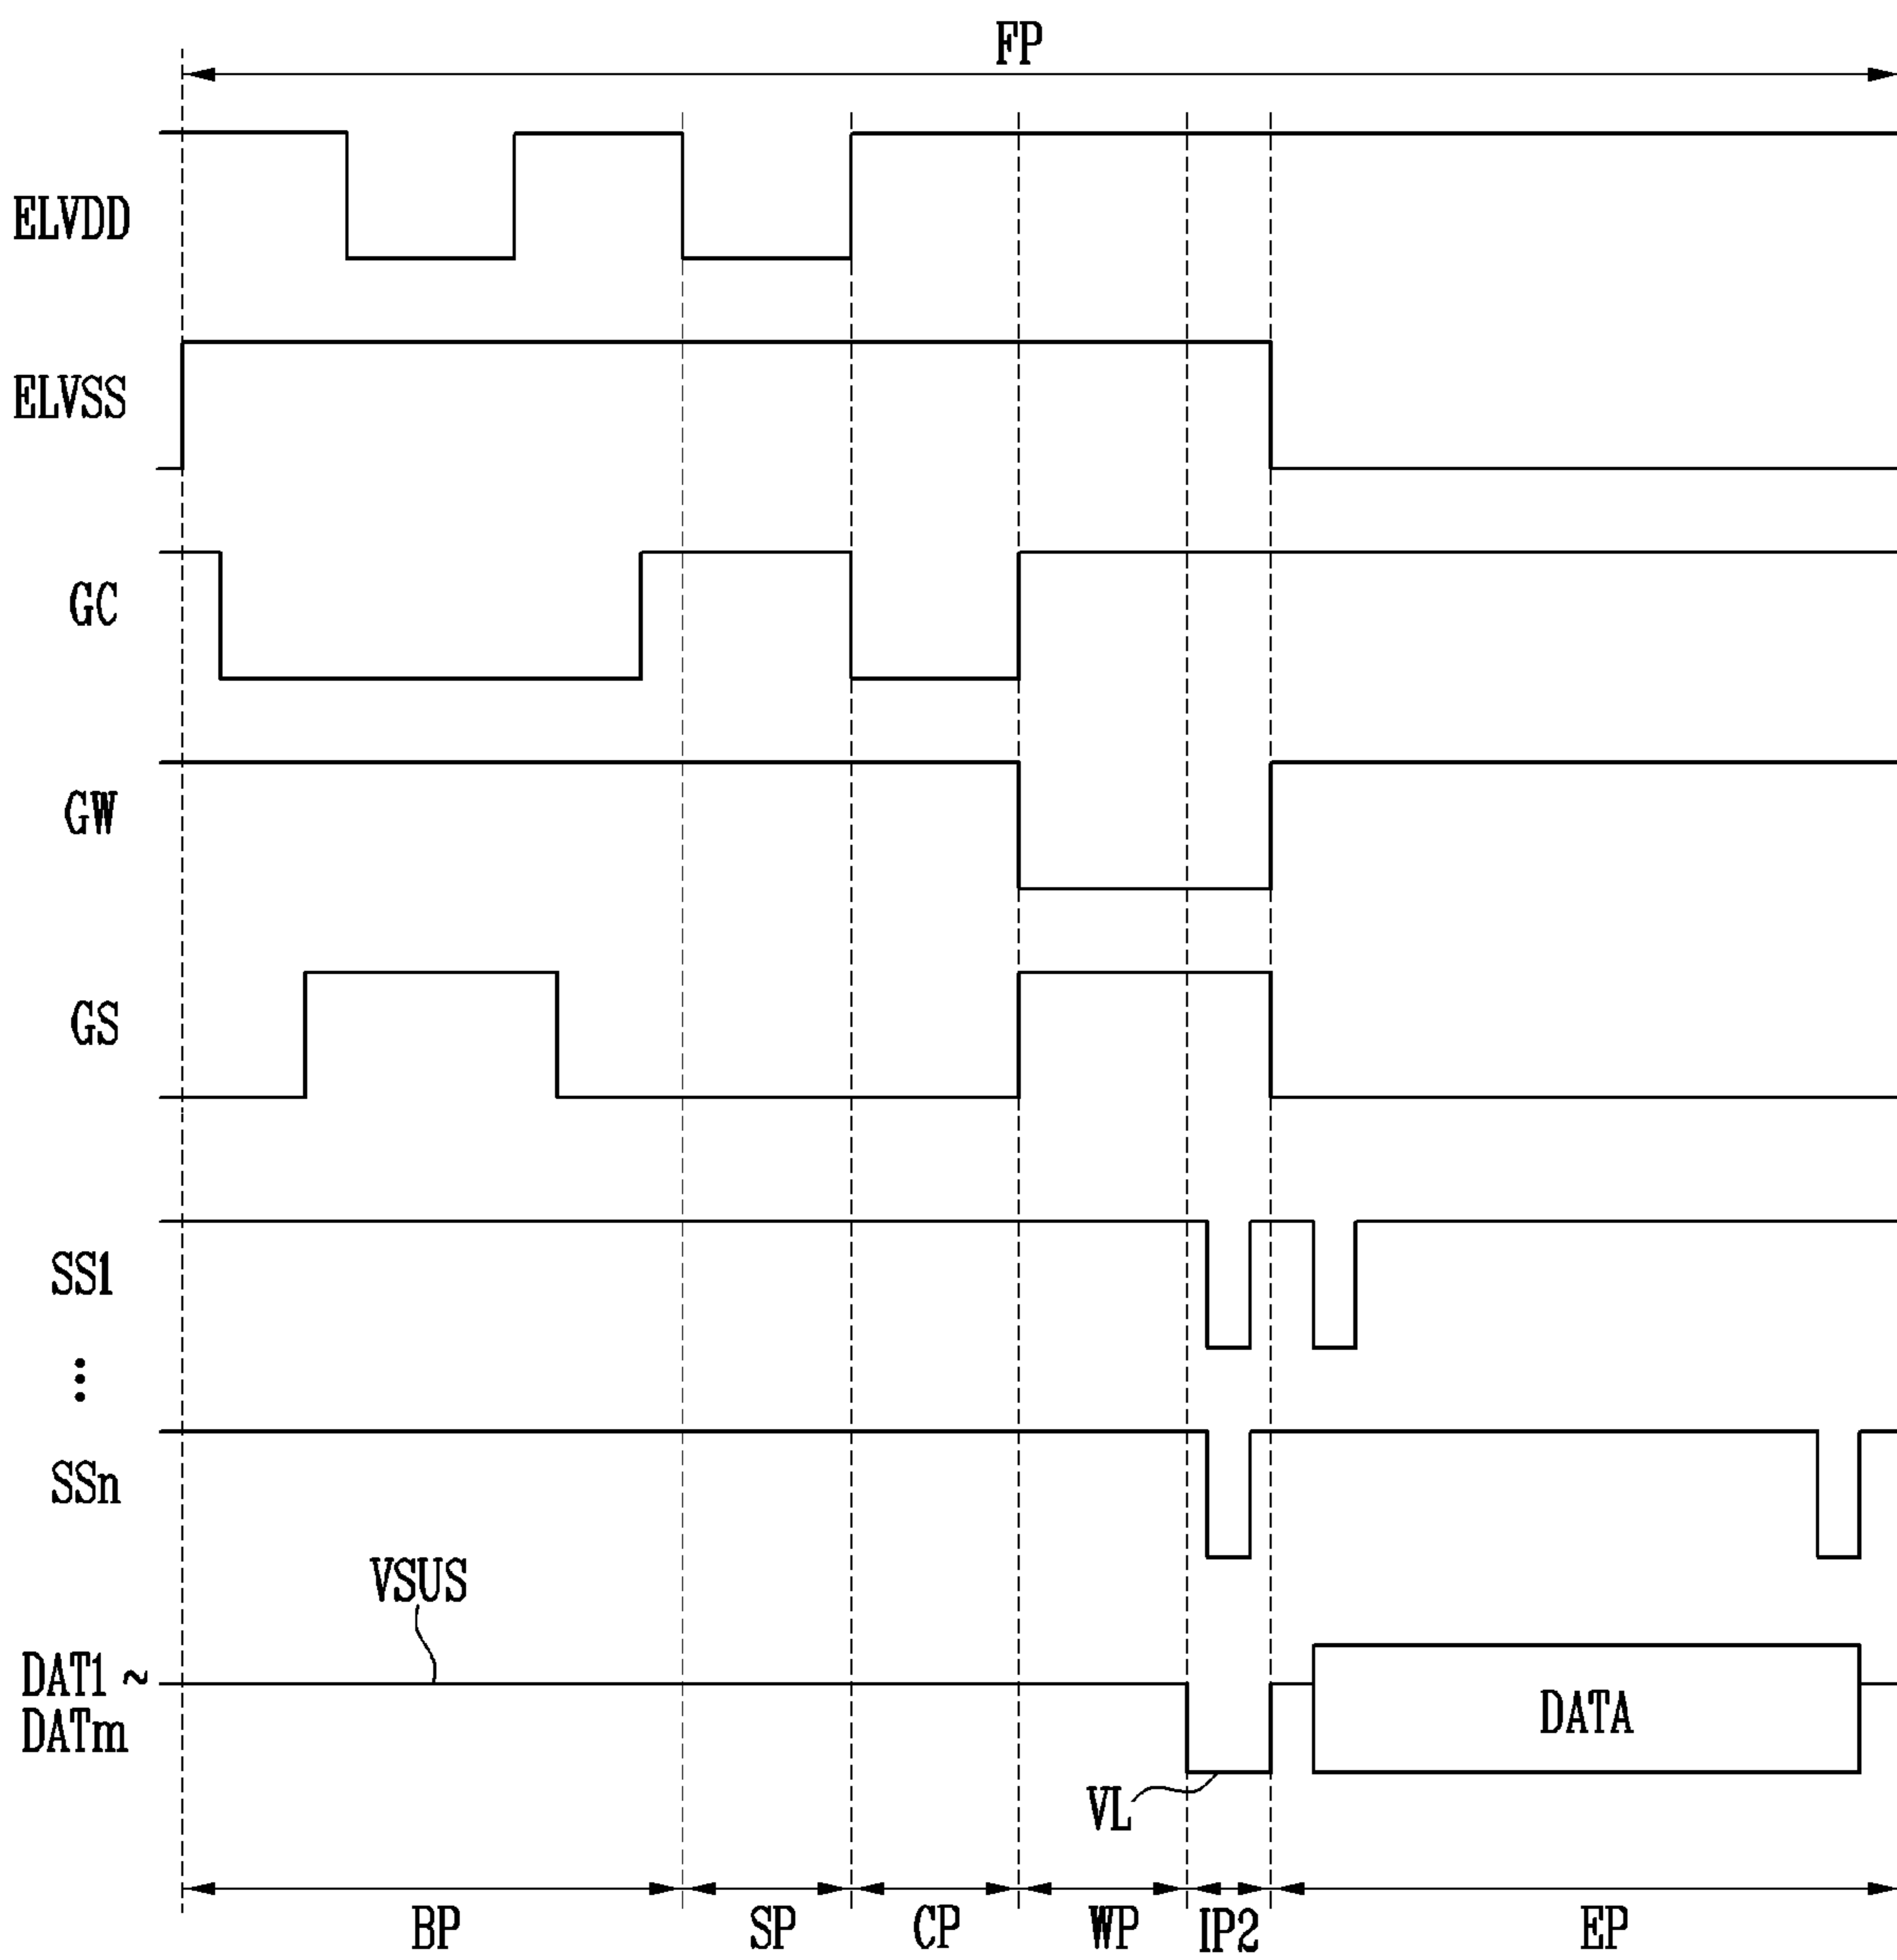 FP
ELVDD
ELVSS
GC
GW
GS
SS1
SSn
VSUS
DAT1 ~
DATm
DATA
VL
BP SP CP WP IP2 EP